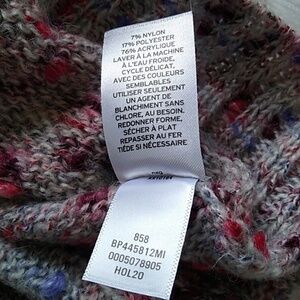 7% NYLON
17% POLYESTER
76% ACRYLIQUE
LAVER À LA MACHINE
À L'EAU FROIDE,
CYCLE DÉLICAT,
AVEC DES COULEURS
SEMBLABLES
UTILISER SEULEMENT
UN AGENT DE
BLANCHIMENT SANS
CHLORE, AU BESOIN.
REDONNER FORME,
SÉCHER À PLAT
REPASSER AU FER
TIÈDE SI NÉCESSAIRE
858
BP445812MI
0005078905
HOL20